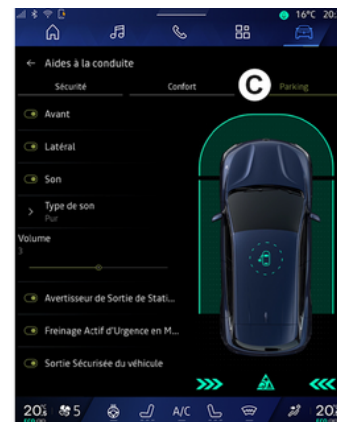 16°C 20:
← Aides à la conduite
Sécurité Confort C Parking
Avant
Latéral
Son
Type de son
Pur
Volume
3
Avertisseur de Sortie de Stati...
Freinage Actif d'Urgence en M...
Sortie Sécurisée du véhicule
20 5 A/C 20